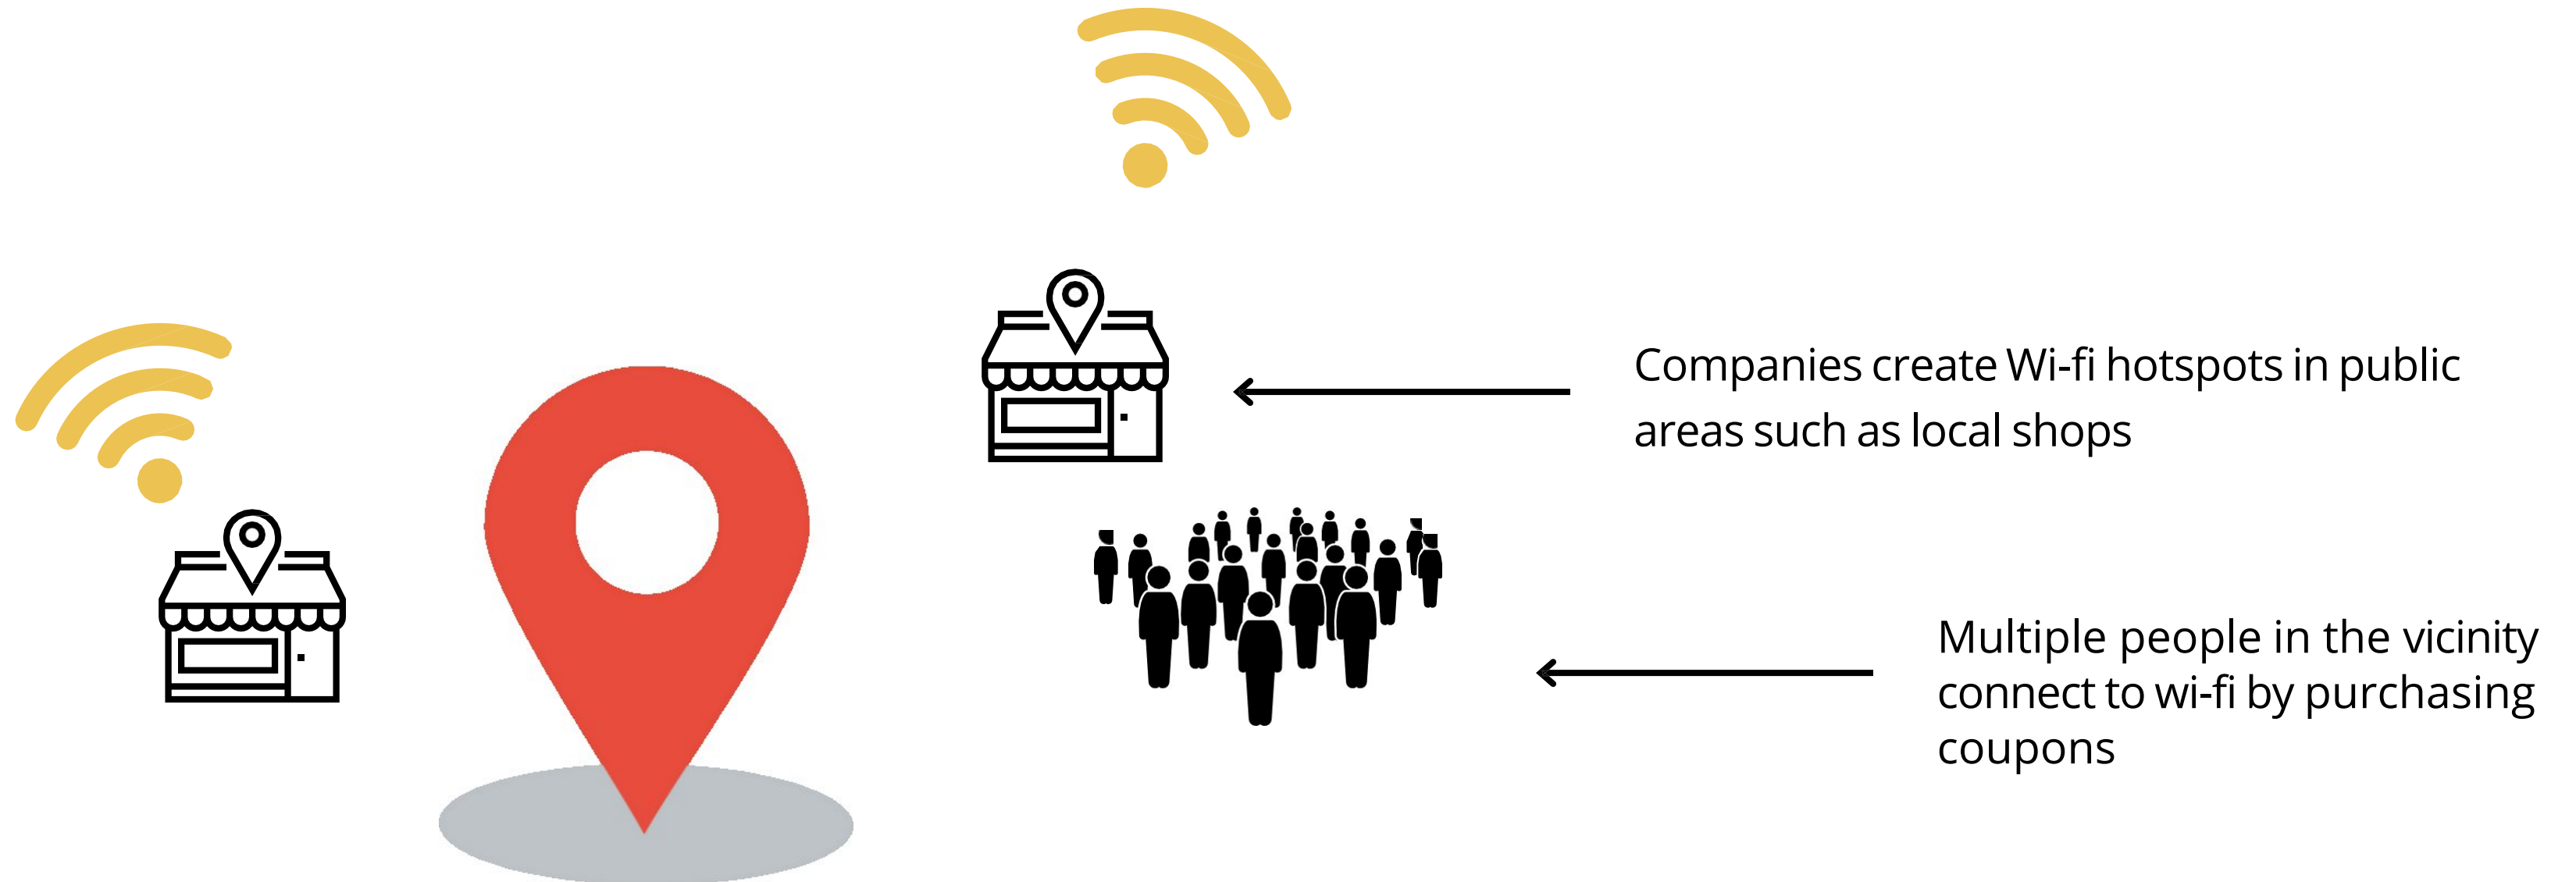 Companies create Wi-fi hotspots in public
areas such as local shops
Multiple people in the vicinity
connect to wi-fi by purchasing
coupons